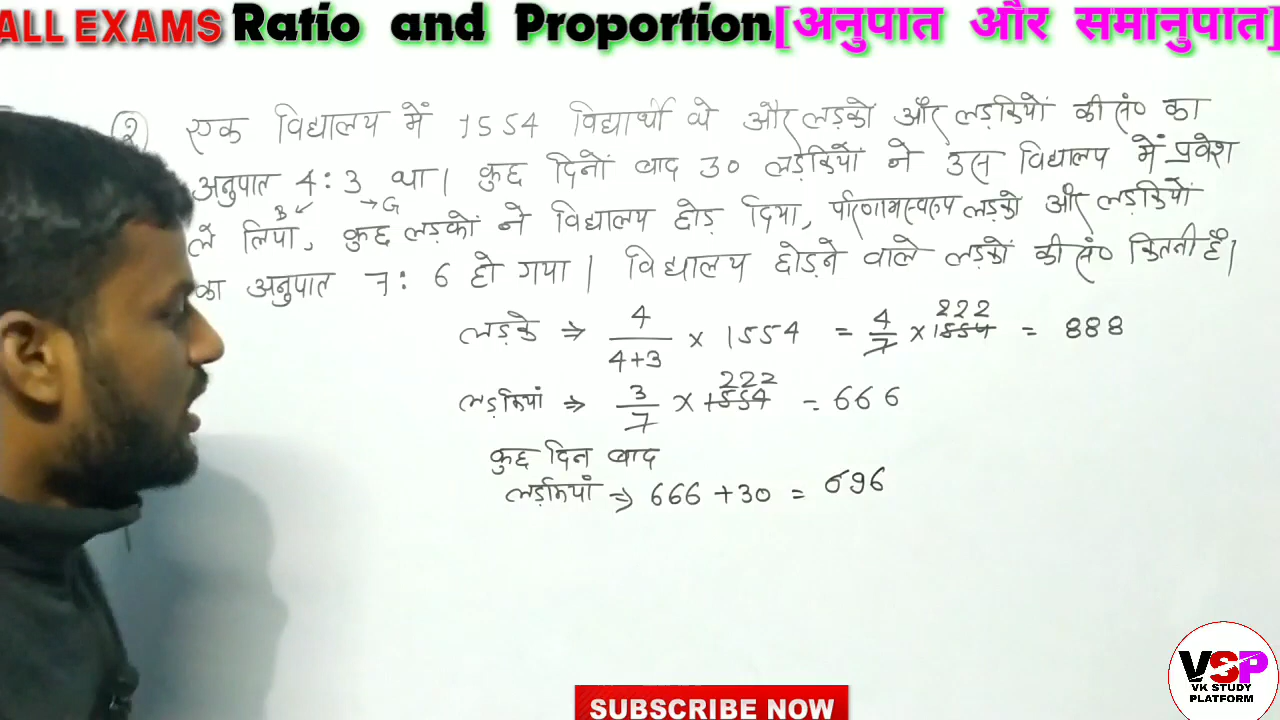 ALL EXAMS Ratio and Proportion [अनुपात और समानुपात]
(2) एक विद्यालय में 1554 विद्यार्थी थे और लड़कों और लड़कियों की सं० का
अनुपात 4:3 था। कुछ दिनों बाद 30 लड़कियों ने उस विद्यालय में प्रवेश
B G
ले लिया, कुछ लड़कों ने विद्यालय छोड़ दिया, परिणामस्वरूप लड़कों और लड़कियों
का अनुपात 7:6 हो गया। विद्यालय छोड़ने वाले लड़कों की सं० कितनी है।
लड़के ⇒ 4/(4+3) × 1554 = 4/7 × 1554 222 = 888
लड़कियां ⇒ 3/7 × 1554 222 = 666
कुछ दिन बाद
लड़कियां ⇒ 666 + 30 = 696
SUBSCRIBE NOW
VSP
VK STUDY
PLATFORM